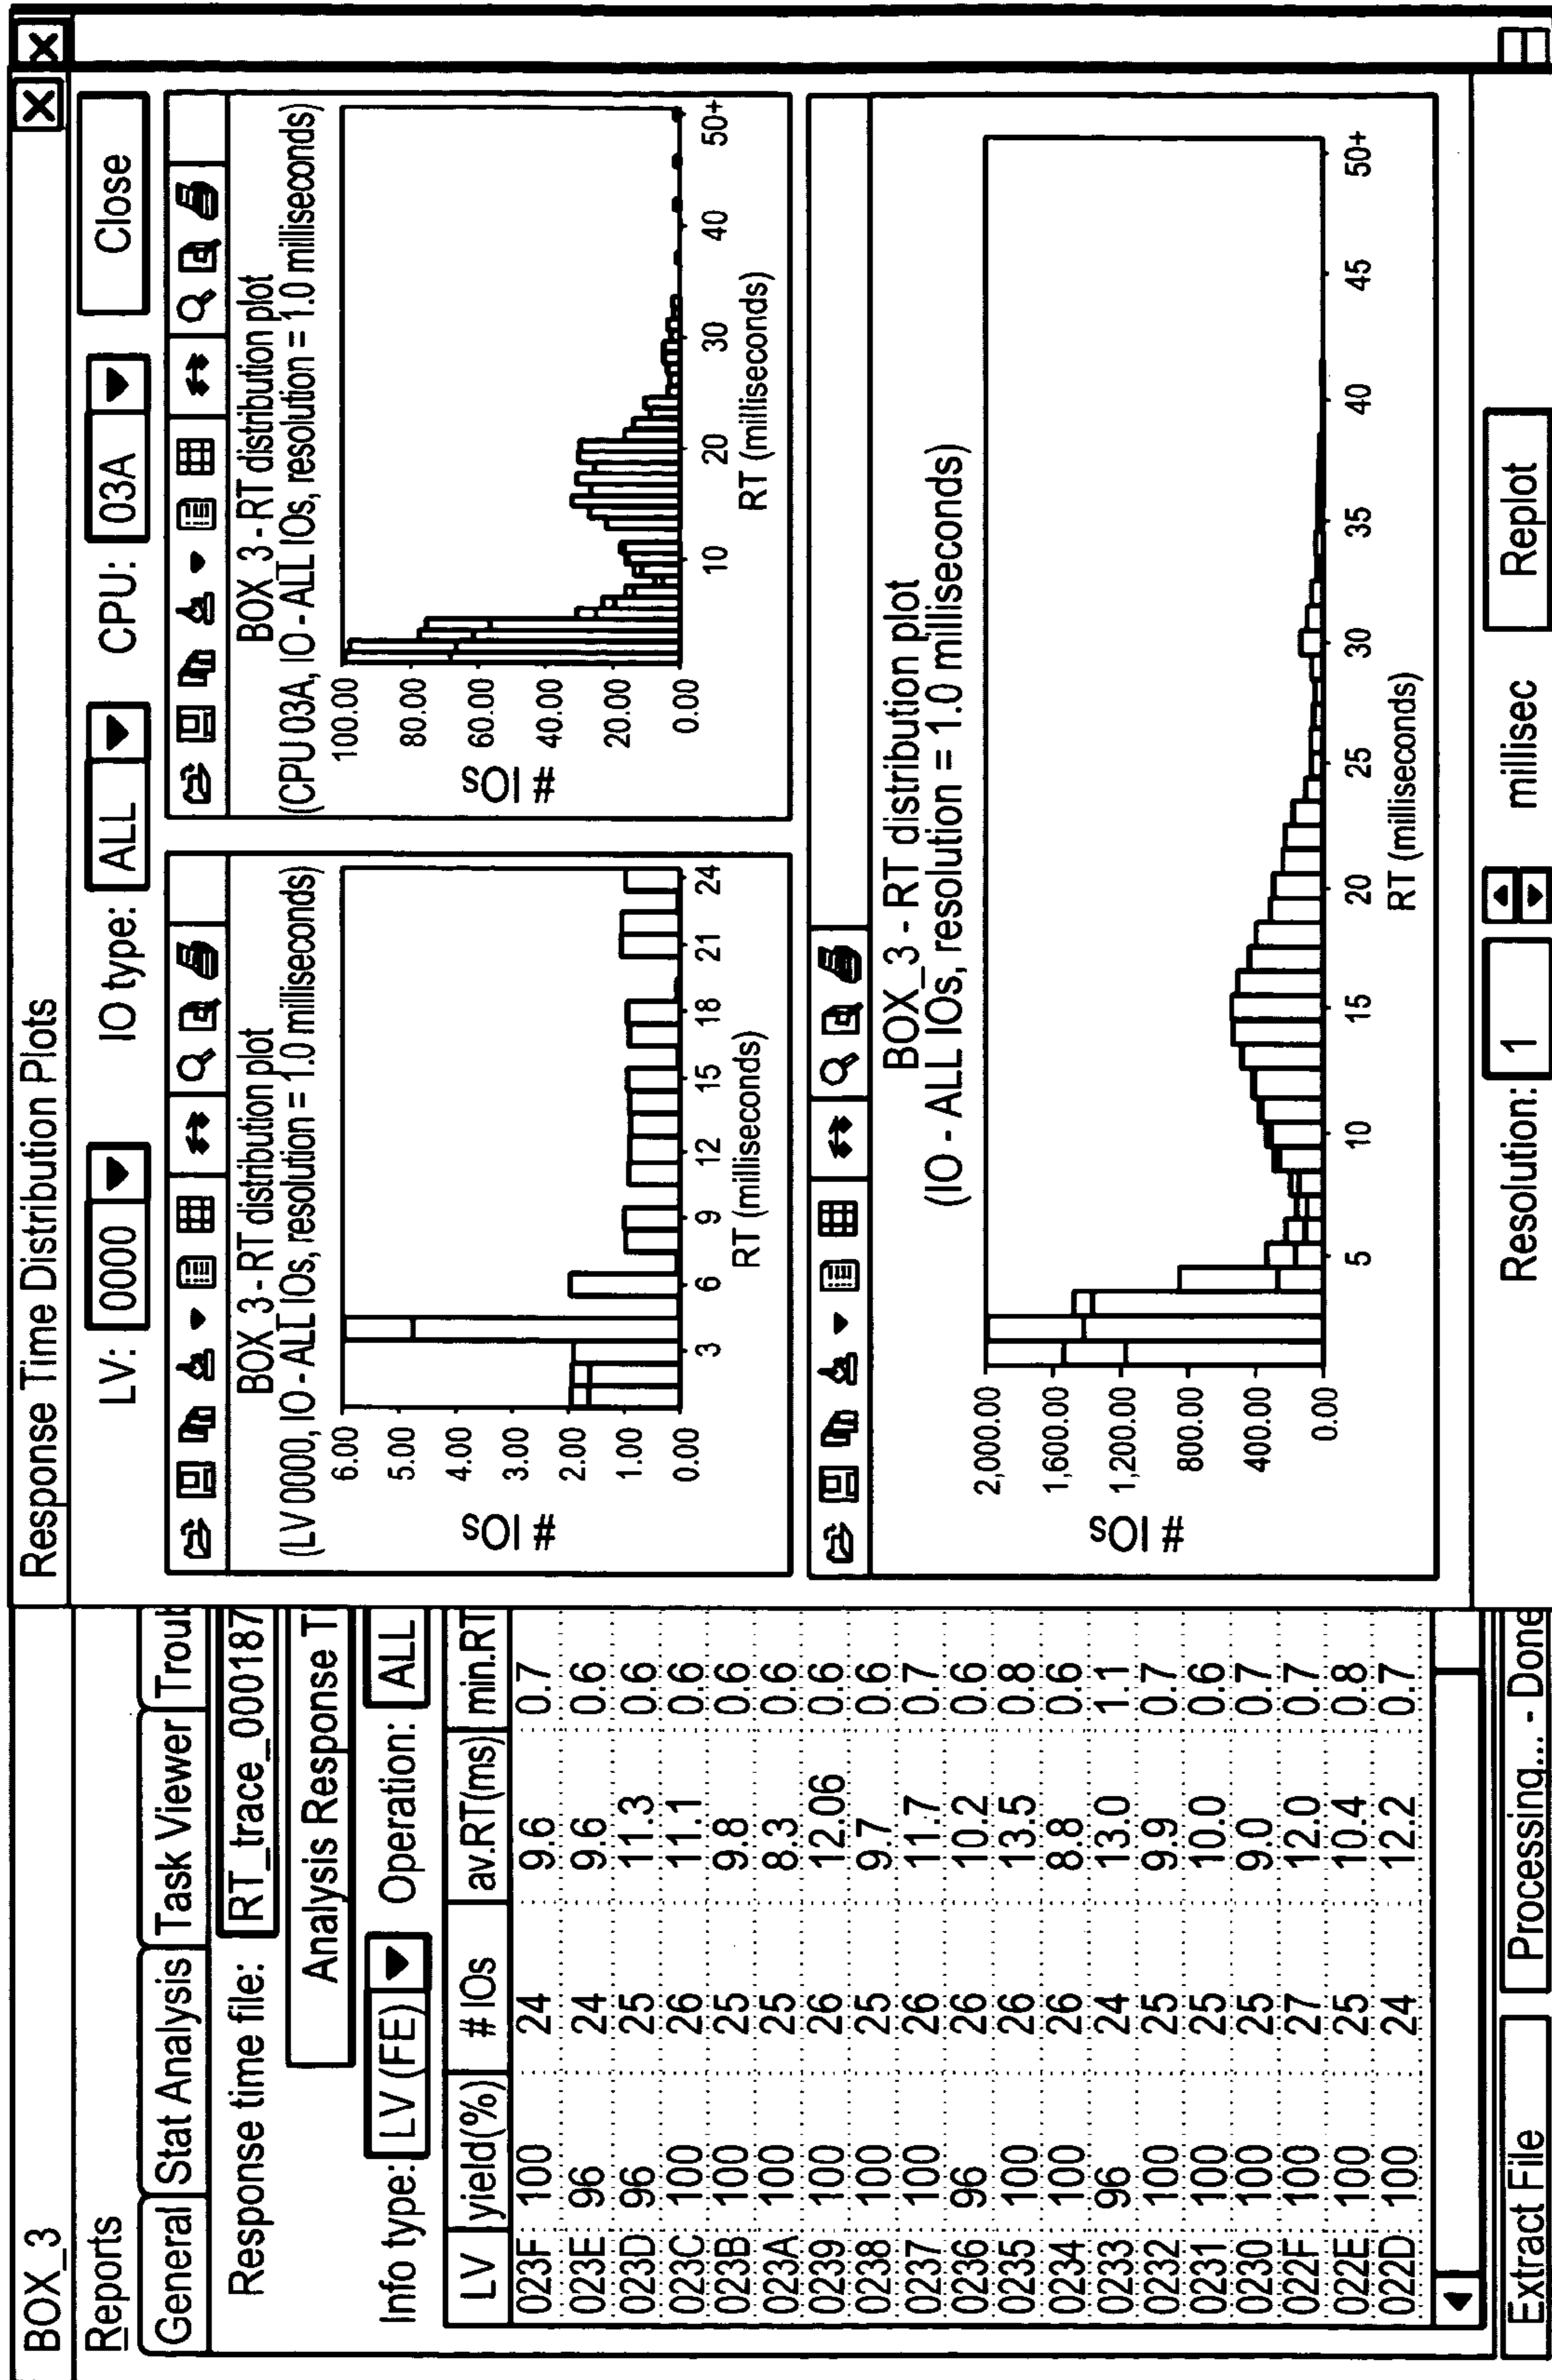 BOX_3
Reports
General Stat Analysis Task Viewer Troub
Response time file: RT_trace_000187
Analysis Response T
Info type: LV (FE) Operation: ALL
LV yield(%) # IOs av.RT(ms) min.RT
023F 100 24 9.6 0.7
023E 96 24 9.6 0.6
023D 96 25 11.3 0.6
023C 100 26 11.1 0.6
023B 100 25 9.8 0.6
023A 100 25 8.3 0.6
0239 100 26 12.06 0.6
0238 100 25 9.7 0.6
0237 100 26 11.7 0.7
0236 96 26 10.2 0.6
0235 100 26 13.5 0.8
0234 100 26 8.8 0.6
0233 96 24 13.0 1.1
0232 100 25 9.9 0.7
0231 100 25 10.0 0.6
0230 100 25 9.0 0.7
022F 100 27 12.0 0.7
022E 100 25 10.4 0.8
022D 100 24 12.2 0.7
Extract File Processing... - Done
Response Time Distribution Plots
LV: 0000 IO type: ALL CPU: 03A Close
BOX_3 - RT distribution plot
(LV 0000, IO - ALL IOs, resolution = 1.0 milliseconds)
# IOs
6.00
5.00
4.00
3.00
2.00
1.00
0.00
3 6 9 12 15 18 21 24
RT (milliseconds)
BOX_3 - RT distribution plot
(CPU 03A, IO - ALL IOs, resolution = 1.0 milliseconds)
# IOs
100.00
80.00
60.00
40.00
20.00
0.00
10 20 30 40 50+
RT (milliseconds)
BOX_3 - RT distribution plot
(IO - ALL IOs, resolution = 1.0 milliseconds)
# IOs
2,000.00
1,600.00
1,200.00
800.00
400.00
0.00
5 10 15 20 25 30 35 40 45 50+
RT (milliseconds)
Resolution: 1 millisec Replot